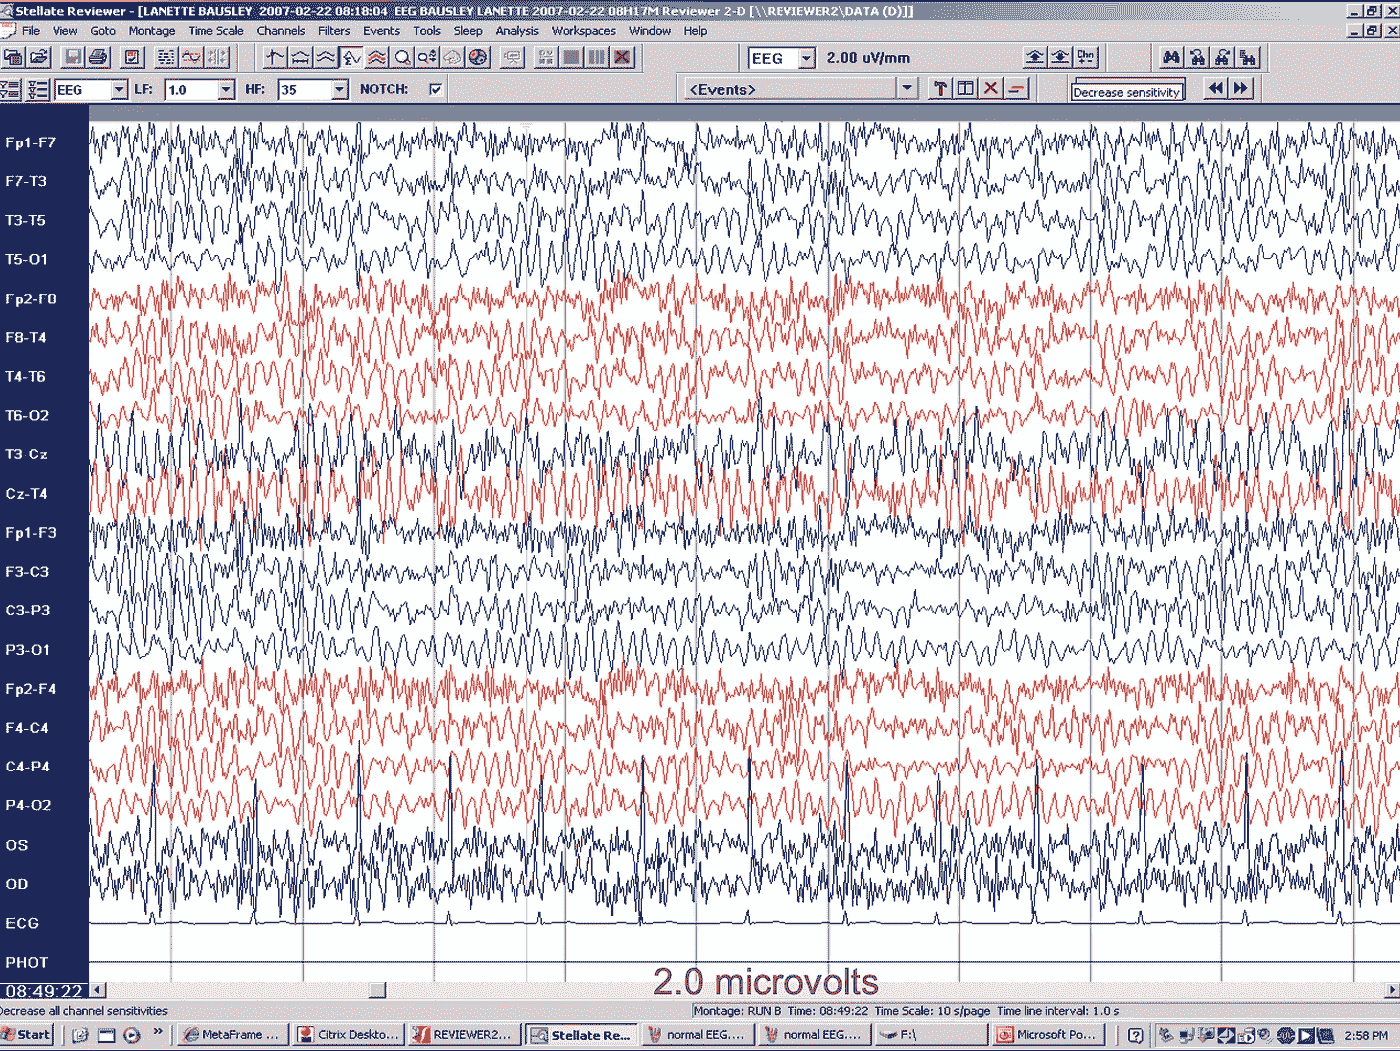 Stellate Reviewer - [LANETTE BAUSLEY 2007-02-22 08:18:04 EEG BAUSLEY LANETTE 2007-02-22 08H17M Reviewer 2-D [\\REVIEWER2\DATA (D)]]
File View Goto Montage Time Scale Channels Filters Events Tools Sleep Analysis Workspaces Window Help
EEG 2.00 uV/mm
EEG LF: 1.0 HF: 35 NOTCH: <Events> Decrease sensitivity
Fp1-F7
F7-T3
T3-T5
T5-O1
Fp2-F8
F8-T4
T4-T6
T6-O2
T3-Cz
Cz-T4
Fp1-F3
F3-C3
C3-P3
P3-O1
Fp2-F4
F4-C4
C4-P4
P4-O2
OS
OD
ECG
PHOT
2.0 microvolts
08:49:22
Decrease all channel sensitivities Montage: RUN B Time: 08:49:22 Time Scale: 10 s/page Time line interval: 1.0 s
Start » MetaFrame ... Citrix Deskto... REVIEWER2... Stellate Re... normal EEG.... normal EEG.... F:\ Microsoft Po... 2:58 PM